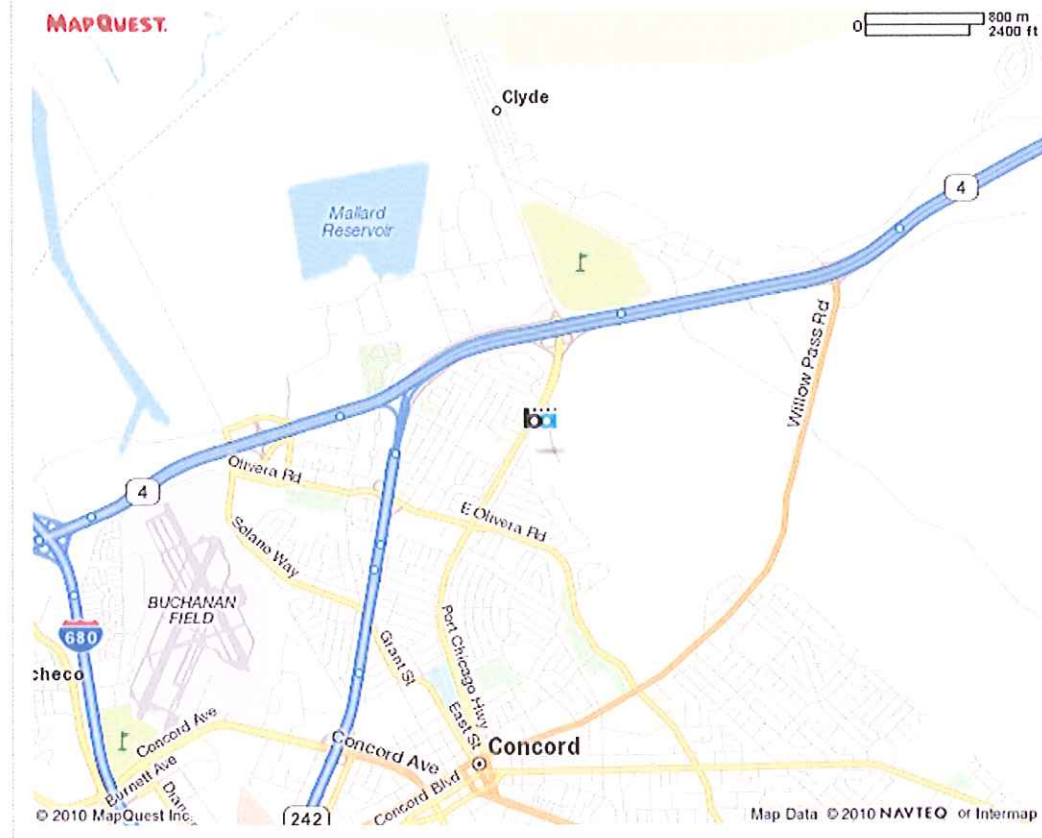 MAPQUEST.
0
800 m
2400 ft
Clyde
4
Mallard
Reservoir
Willow Pass Rd
ba
Olivera Rd
4
E Olivera Rd
Solano Way
BUCHANAN
FIELD
680
checo
Port Chicago Hwy
Grant St
East St
Concord Ave
Concord Ave
Concord
Burnett Ave
Concord Blvd
242
© 2010 MapQuest Inc
Map Data © 2010 NAVTEQ or Intermap